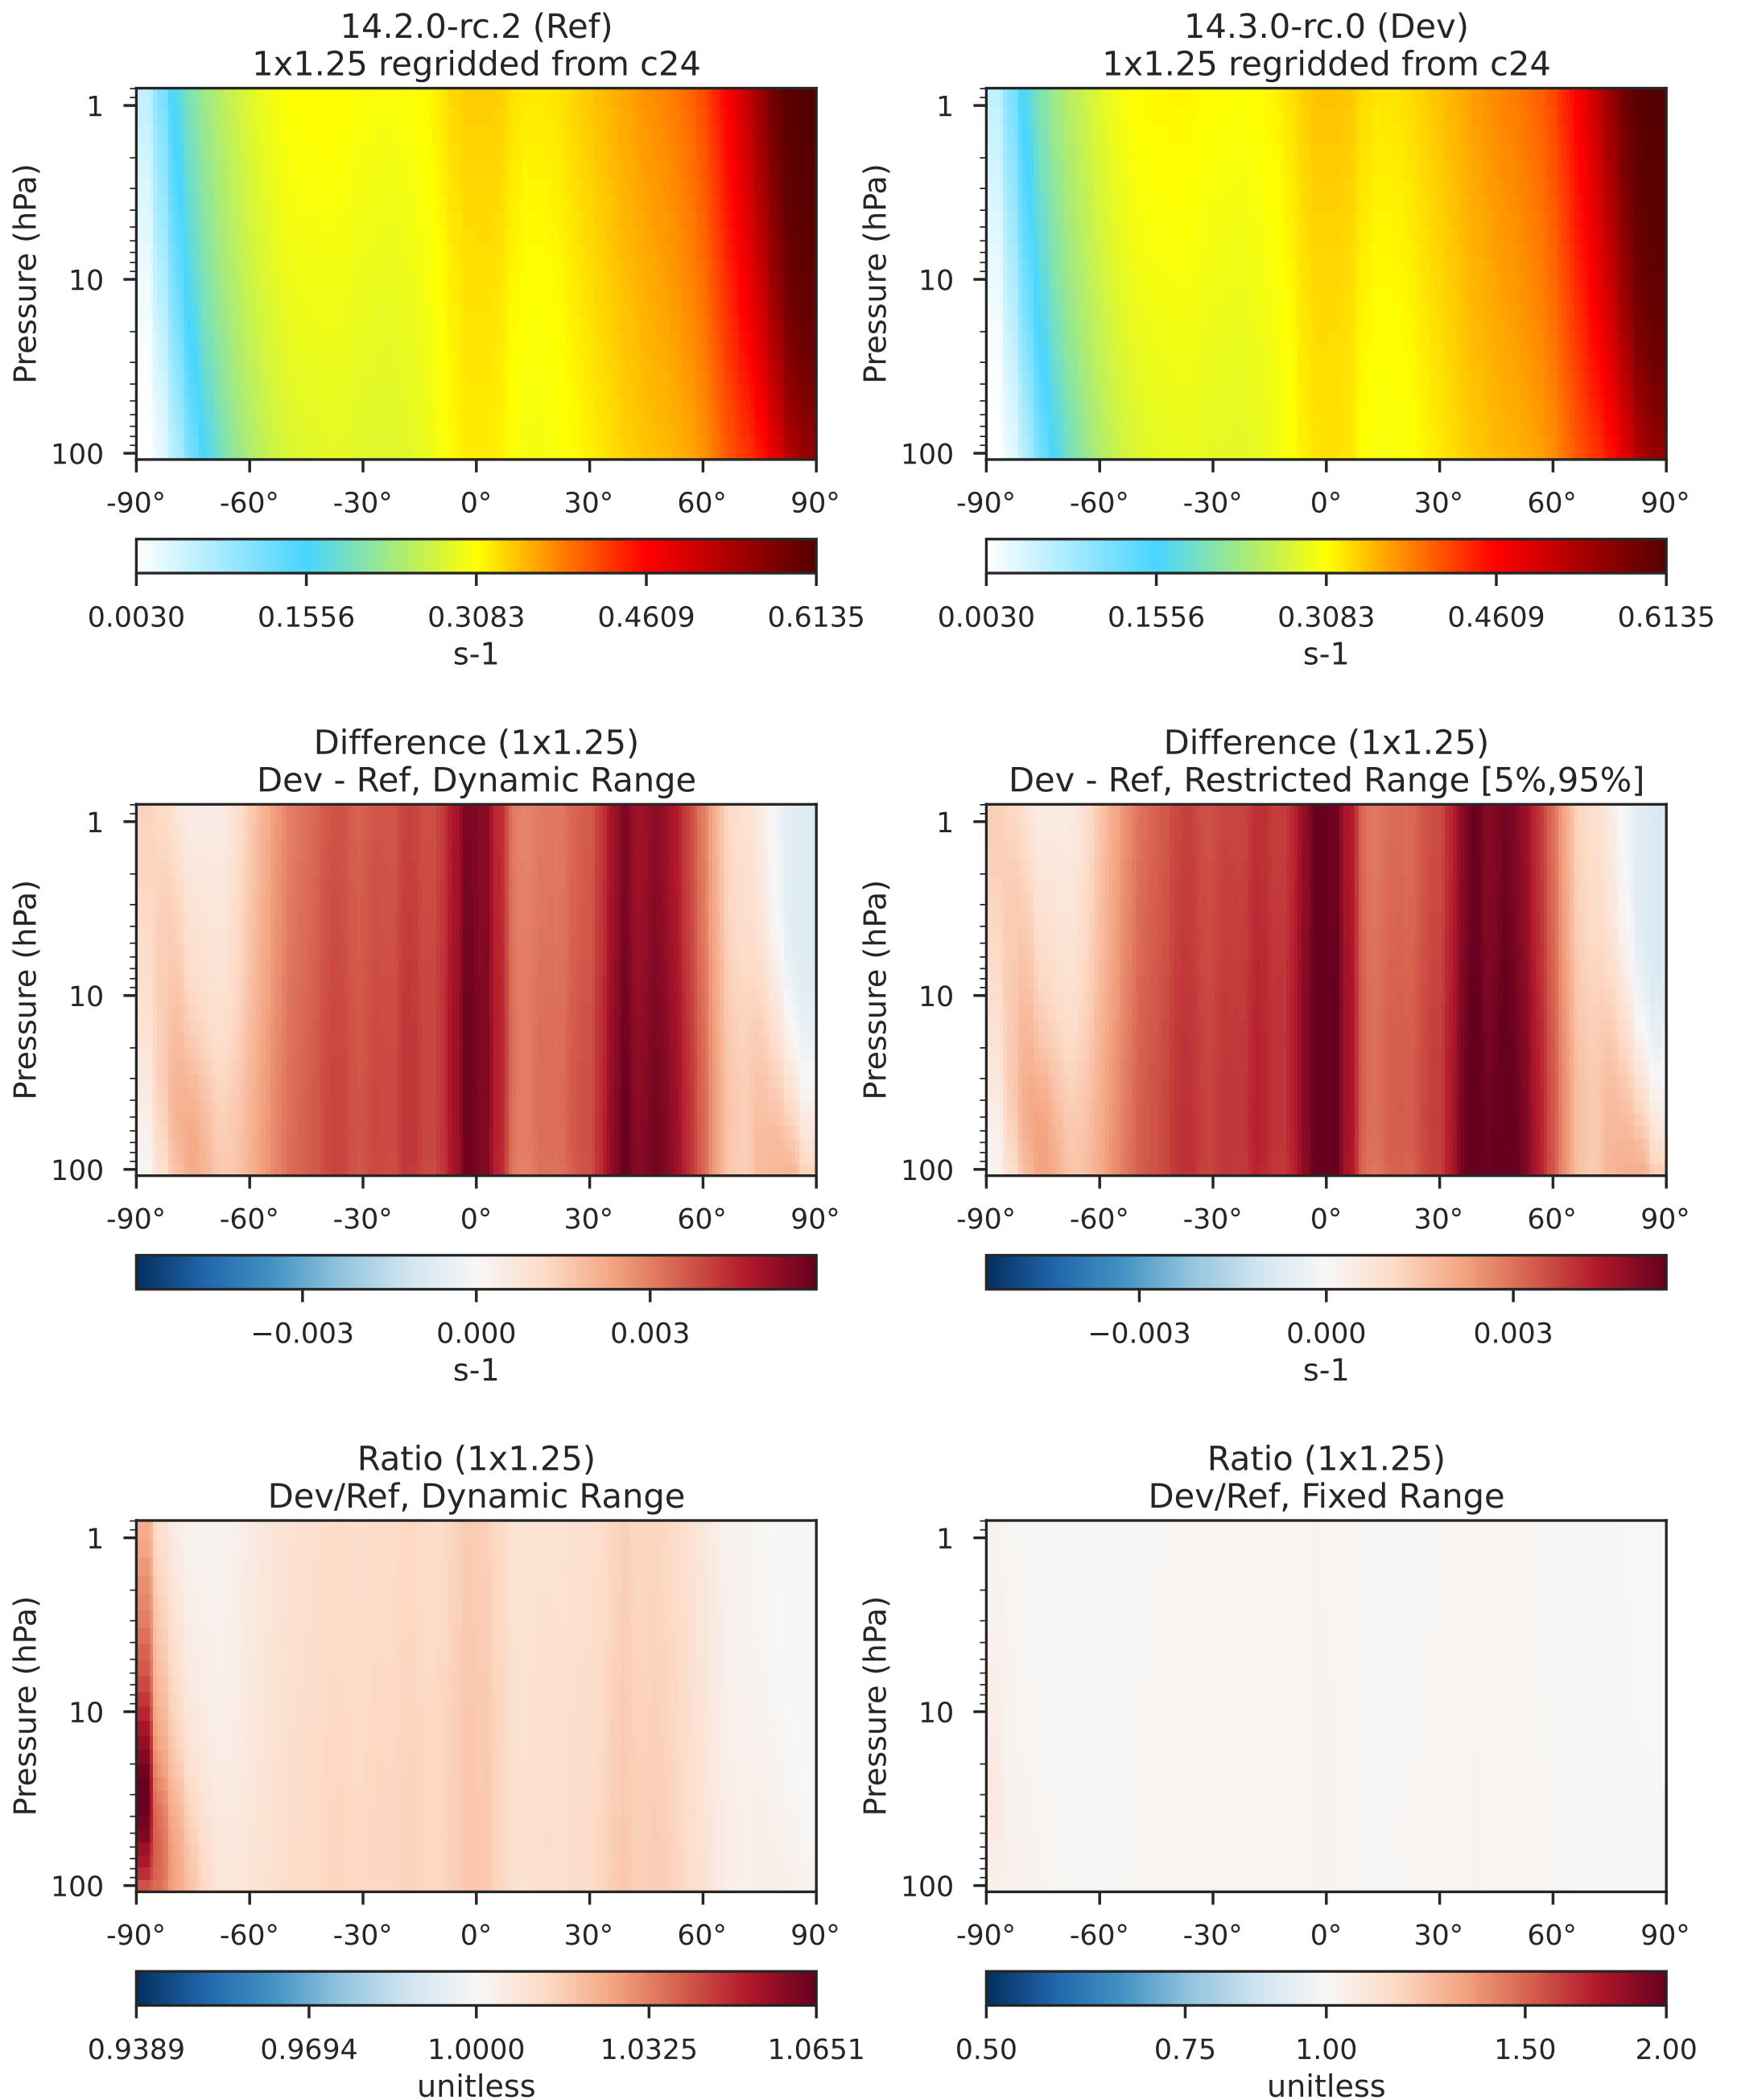 14.2.0-rc.2 (Ref)
1x1.25 regridded from c24
14.3.0-rc.0 (Dev)
1x1.25 regridded from c24
Pressure (hPa)
1
10
100
-90° -60° -30° 0° 30° 60° 90°
0.0030 0.1556 0.3083 0.4609 0.6135
s-1
Pressure (hPa)
1
10
100
-90° -60° -30° 0° 30° 60° 90°
0.0030 0.1556 0.3083 0.4609 0.6135
s-1
Difference (1x1.25)
Dev - Ref, Dynamic Range
Difference (1x1.25)
Dev - Ref, Restricted Range [5%,95%]
Pressure (hPa)
1
10
100
-90° -60° -30° 0° 30° 60° 90°
−0.003 0.000 0.003
s-1
Pressure (hPa)
1
10
100
-90° -60° -30° 0° 30° 60° 90°
−0.003 0.000 0.003
s-1
Ratio (1x1.25)
Dev/Ref, Dynamic Range
Ratio (1x1.25)
Dev/Ref, Fixed Range
Pressure (hPa)
1
10
100
-90° -60° -30° 0° 30° 60° 90°
0.9389 0.9694 1.0000 1.0325 1.0651
unitless
Pressure (hPa)
1
10
100
-90° -60° -30° 0° 30° 60° 90°
0.50 0.75 1.00 1.50 2.00
unitless